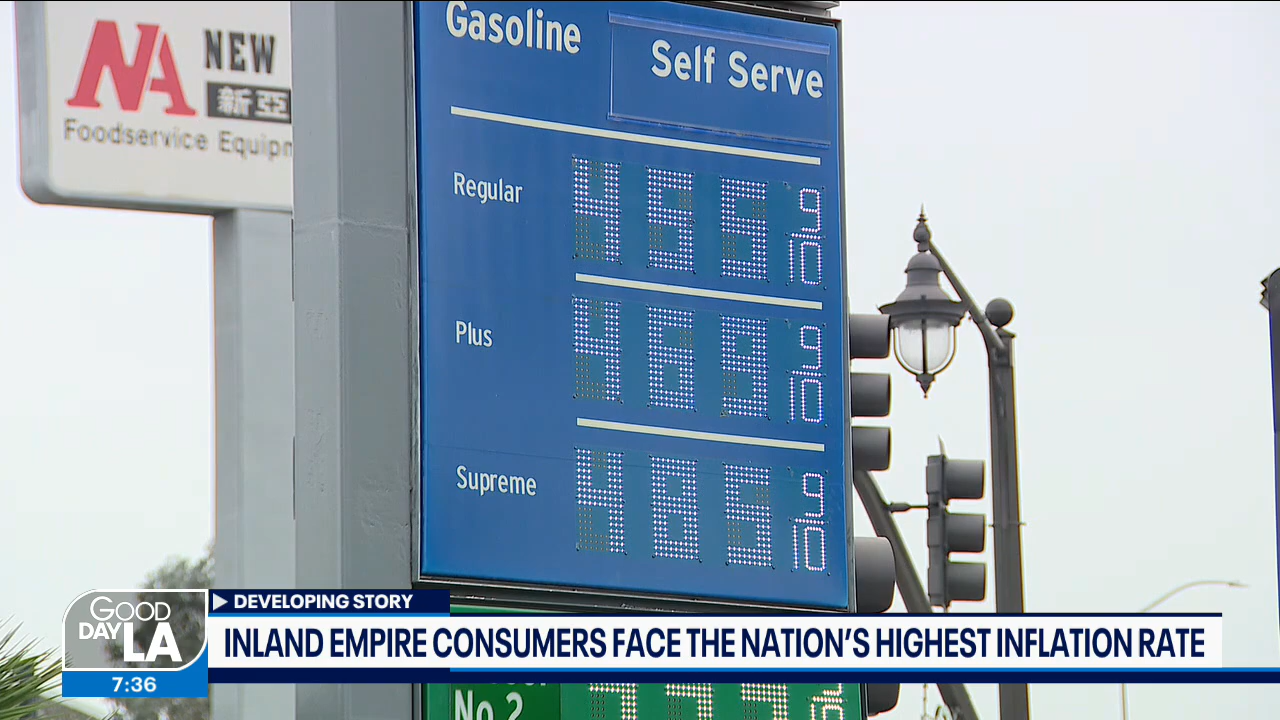 NA NEW
新亞
Foodservice Equipm
Gasoline
Self Serve
Regular 4 5 5 9/10
Plus 4 6 9 9/10
Supreme 4 8 5 9/10
GOOD
DAY LA
7:36
▶ DEVELOPING STORY
INLAND EMPIRE CONSUMERS FACE THE NATION'S HIGHEST INFLATION RATE
No.2